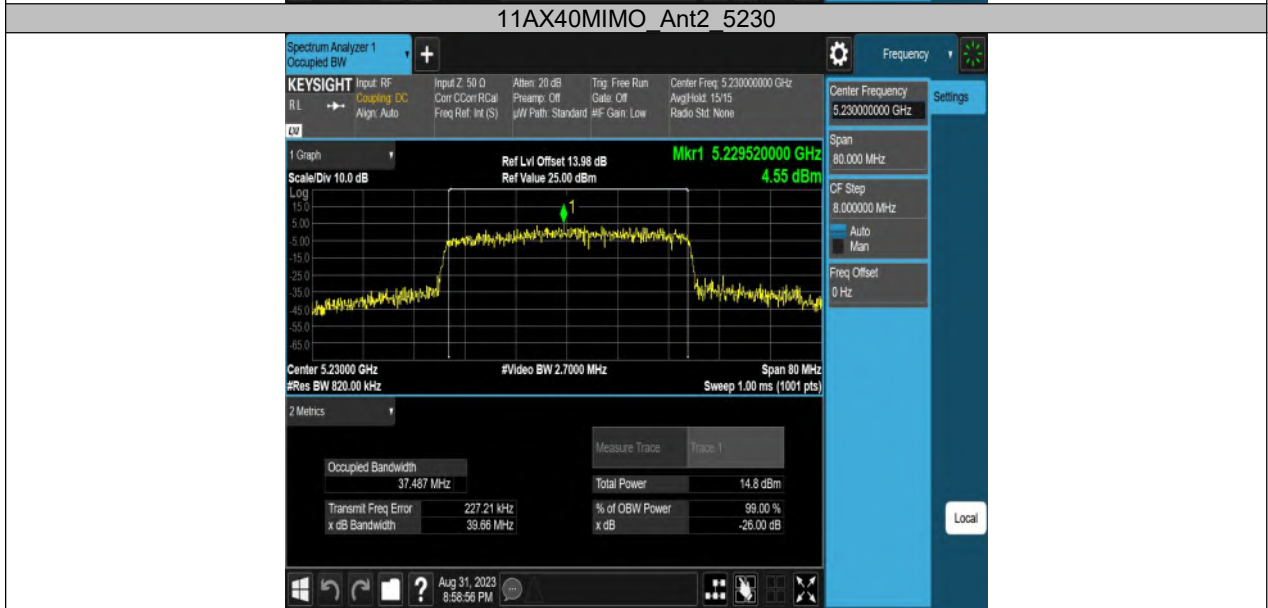 11AX40MIMO_Ant2_5230
Spectrum Analyzer 1
Occupied BW
+
Frequency
KEYSIGHT Input: RF Input Z: 50 Ω Atten: 20 dB Trig: Free Run Center Freq: 5.230000000 GHz
RL Coupling: DC Corr CCorr RCal Preamp: Off Gate: Off Avg|Hold: 15/15
Align: Auto Freq Ref: Int (S) µW Path: Standard #IF Gain: Low Radio Std: None
LXI
Center Frequency
5.230000000 GHz
Settings
Span
80.000 MHz
CF Step
8.000000 MHz
Auto
Man
Freq Offset
0 Hz
1 Graph
Ref Lvl Offset 13.98 dB
Mkr1 5.229520000 GHz
Scale/Div 10.0 dB
Ref Value 25.00 dBm
4.55 dBm
Log
15.0
5.00
-5.00
-15.0
-25.0
-35.0
-45.0
-55.0
-65.0
1
Center 5.23000 GHz #Video BW 2.7000 MHz Span 80 MHz
#Res BW 820.00 kHz Sweep 1.00 ms (1001 pts)
2 Metrics
Measure Trace Trace 1
Occupied Bandwidth
37.487 MHz
Total Power 14.8 dBm
Transmit Freq Error 227.21 kHz % of OBW Power 99.00 %
x dB Bandwidth 39.66 MHz x dB -26.00 dB
Local
? Aug 31, 2023
8:58:56 PM